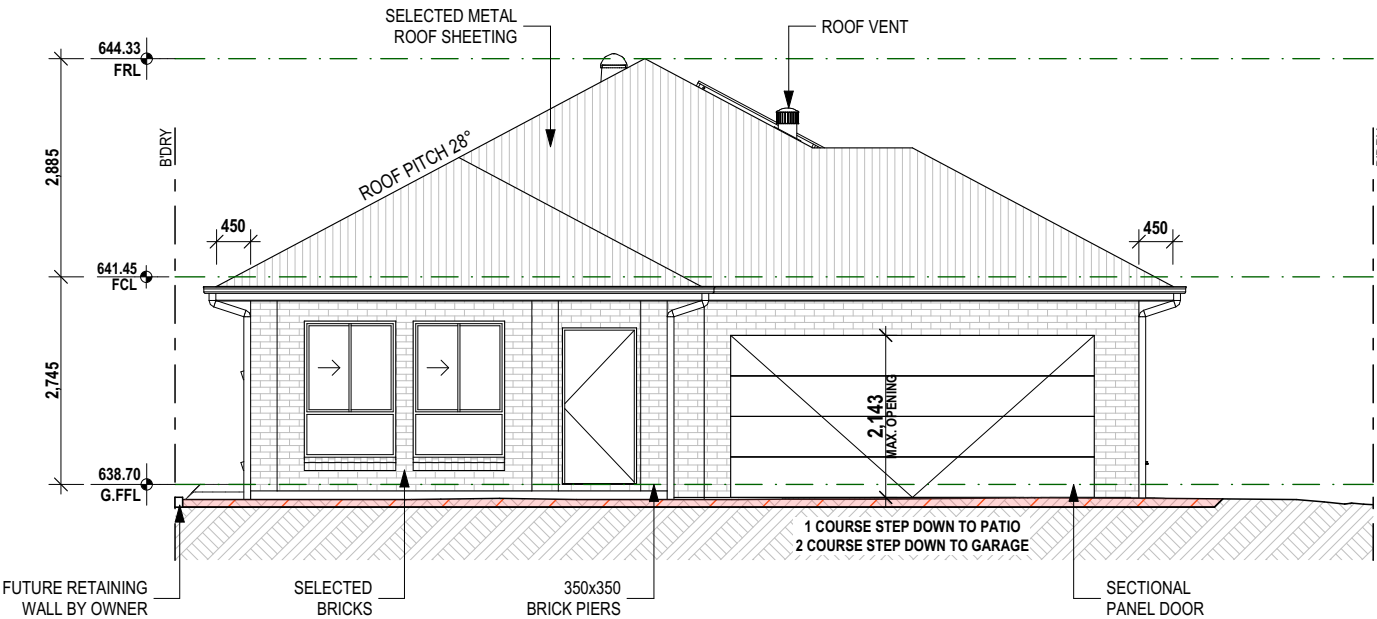 SELECTED METAL
ROOF SHEETING
ROOF VENT
644.33
FRL
B'DRY
ROOF PITCH 28°
2,885
450
450
641.45
FCL
2,745
2,143
MAX. OPENING
638.70
G.FFL
1 COURSE STEP DOWN TO PATIO
2 COURSE STEP DOWN TO GARAGE
FUTURE RETAINING
WALL BY OWNER
SELECTED
BRICKS
350x350
BRICK PIERS
SECTIONAL
PANEL DOOR